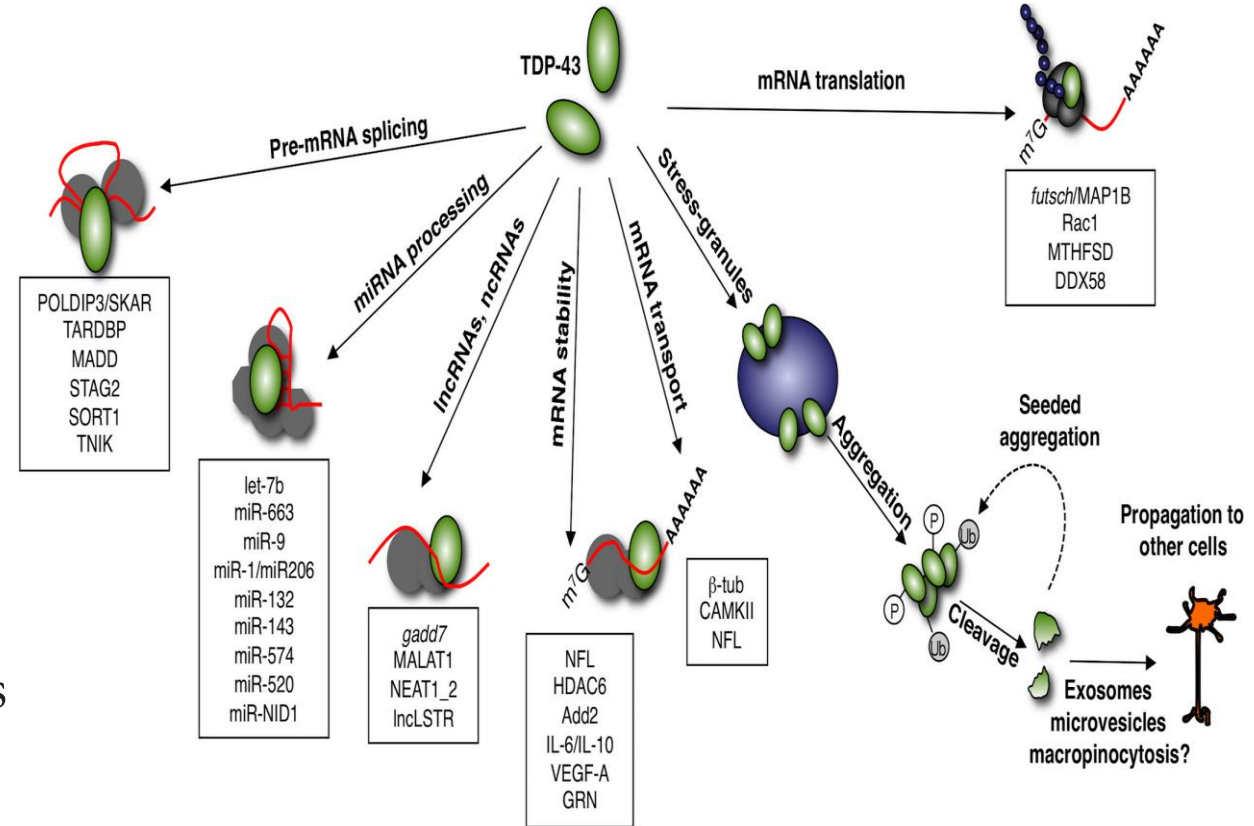 TDP-43
mRNA translation
m⁷G
AAAAAA
futsch/MAP1B
Rac1
MTHFSD
DDX58
Pre-mRNA splicing
POLDIP3/SKAR
TARDBP
MADD
STAG2
SORT1
TNIK
miRNA processing
let-7b
miR-663
miR-9
miR-1/miR206
miR-132
miR-143
miR-574
miR-520
miR-NID1
lncRNAs, ncRNAs
gadd7
MALAT1
NEAT1_2
lncLSTR
mRNA stability
m⁷G
AAAAAA
NFL
HDAC6
Add2
IL-6/IL-10
VEGF-A
GRN
mRNA transport
β-tub
CAMKII
NFL
Stress-granules
Aggregation
P
Ub
P
Ub
Seeded
aggregation
Cleavage
Exosomes
microvesicles
macropinocytosis?
Propagation to
other cells
s